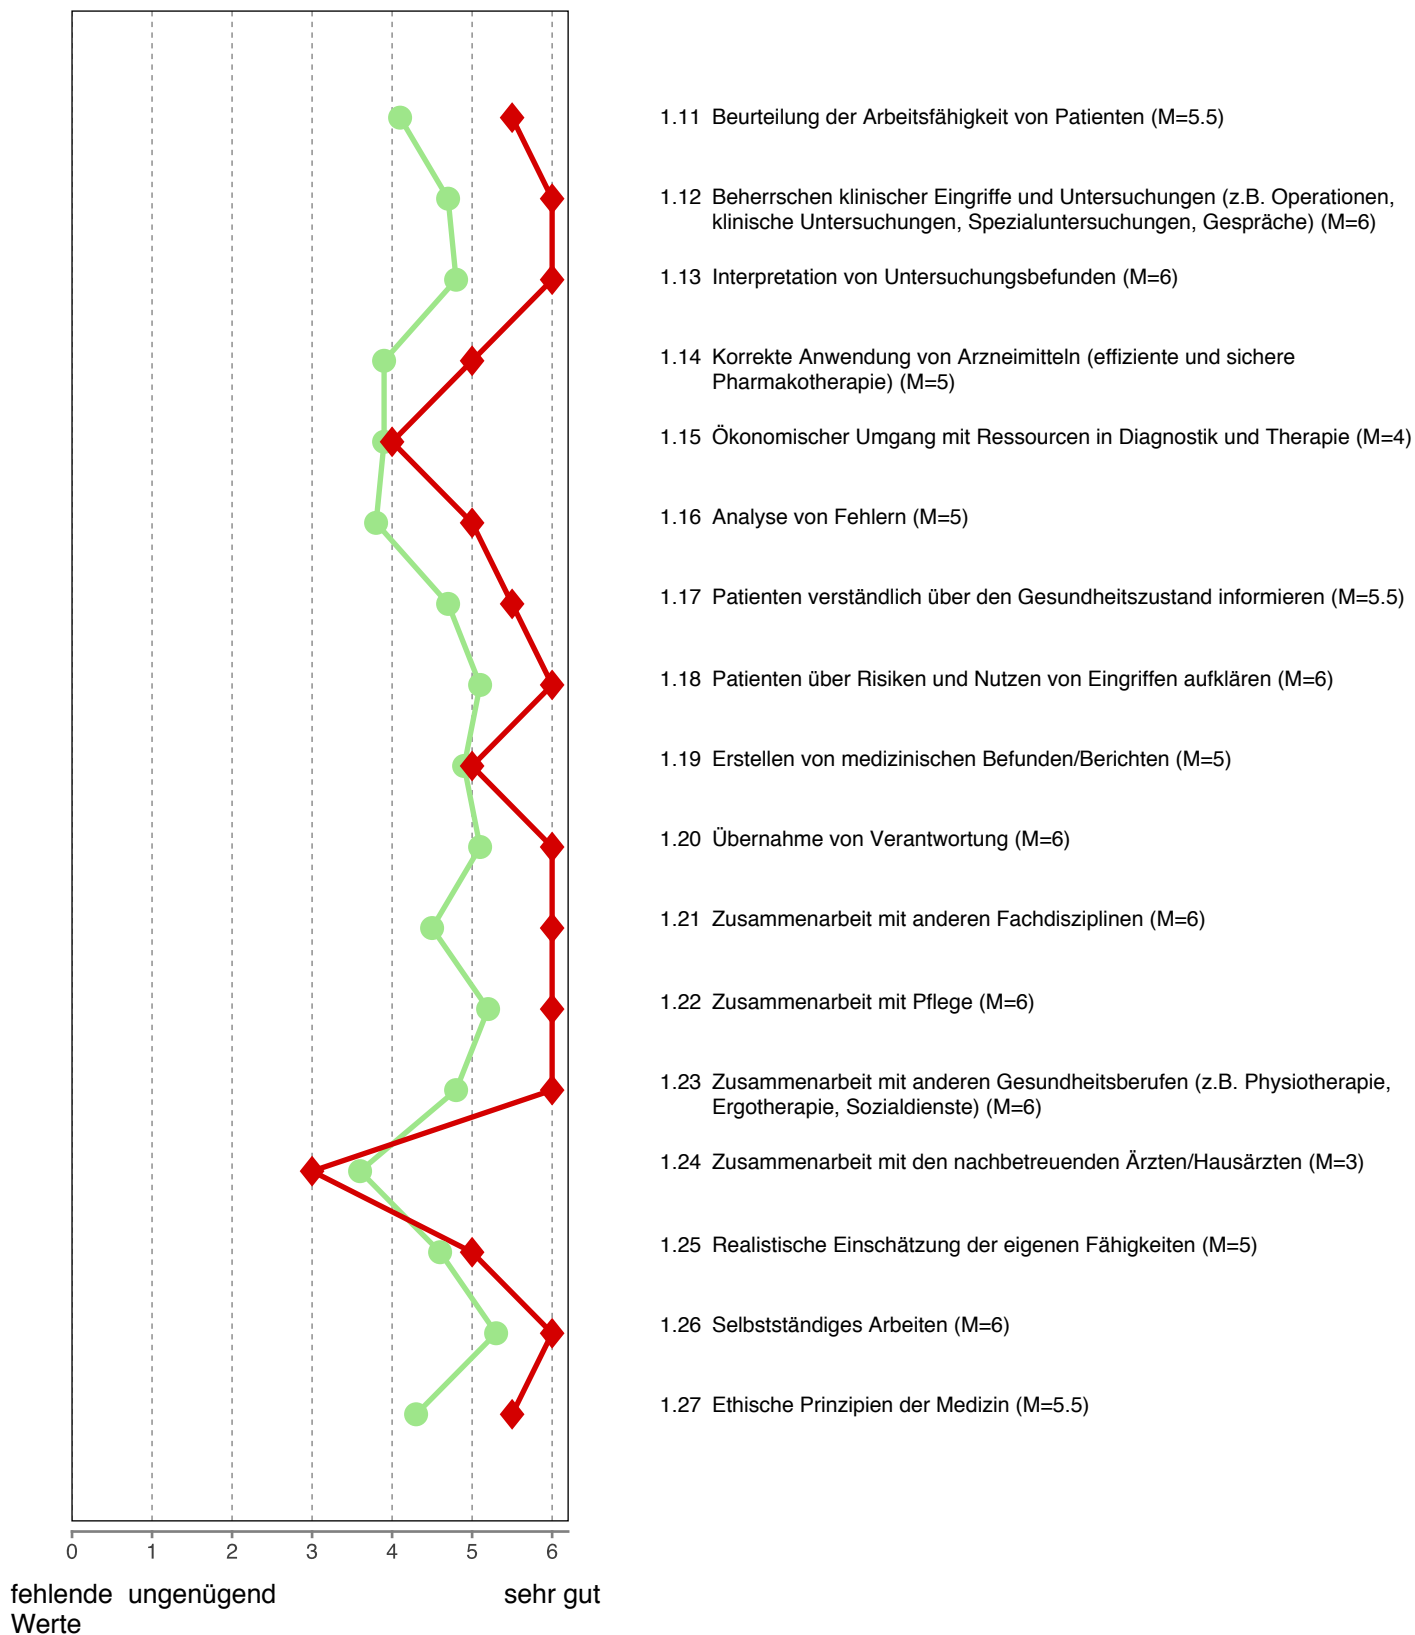 1.11 Beurteilung der Arbeitsfähigkeit von Patienten (M=5.5)
1.12 Beherrschen klinischer Eingriffe und Untersuchungen (z.B. Operationen,
klinische Untersuchungen, Spezialuntersuchungen, Gespräche) (M=6)
1.13 Interpretation von Untersuchungsbefunden (M=6)
1.14 Korrekte Anwendung von Arzneimitteln (effiziente und sichere
Pharmakotherapie) (M=5)
1.15 Ökonomischer Umgang mit Ressourcen in Diagnostik und Therapie (M=4)
1.16 Analyse von Fehlern (M=5)
1.17 Patienten verständlich über den Gesundheitszustand informieren (M=5.5)
1.18 Patienten über Risiken und Nutzen von Eingriffen aufklären (M=6)
1.19 Erstellen von medizinischen Befunden/Berichten (M=5)
1.20 Übernahme von Verantwortung (M=6)
1.21 Zusammenarbeit mit anderen Fachdisziplinen (M=6)
1.22 Zusammenarbeit mit Pflege (M=6)
1.23 Zusammenarbeit mit anderen Gesundheitsberufen (z.B. Physiotherapie,
Ergotherapie, Sozialdienste) (M=6)
1.24 Zusammenarbeit mit den nachbetreuenden Ärzten/Hausärzten (M=3)
1.25 Realistische Einschätzung der eigenen Fähigkeiten (M=5)
1.26 Selbstständiges Arbeiten (M=6)
1.27 Ethische Prinzipien der Medizin (M=5.5)
0 1 2 3 4 5 6
fehlende ungenügend sehr gut
Werte